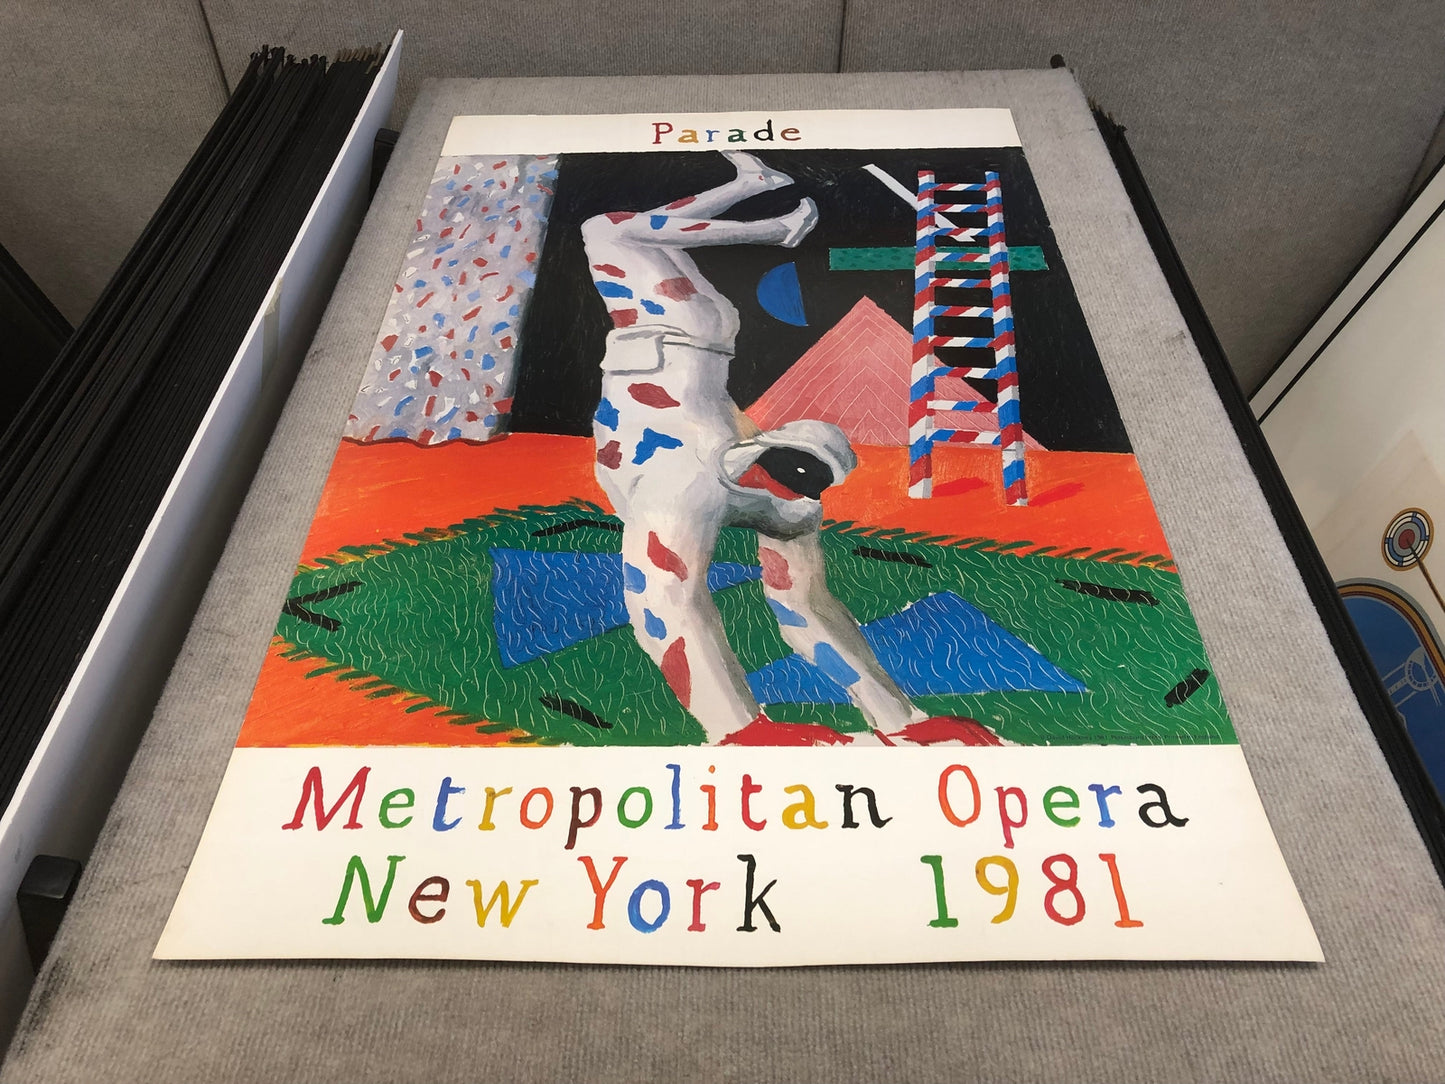 Parade
Metropolitan Opera
New York 1981